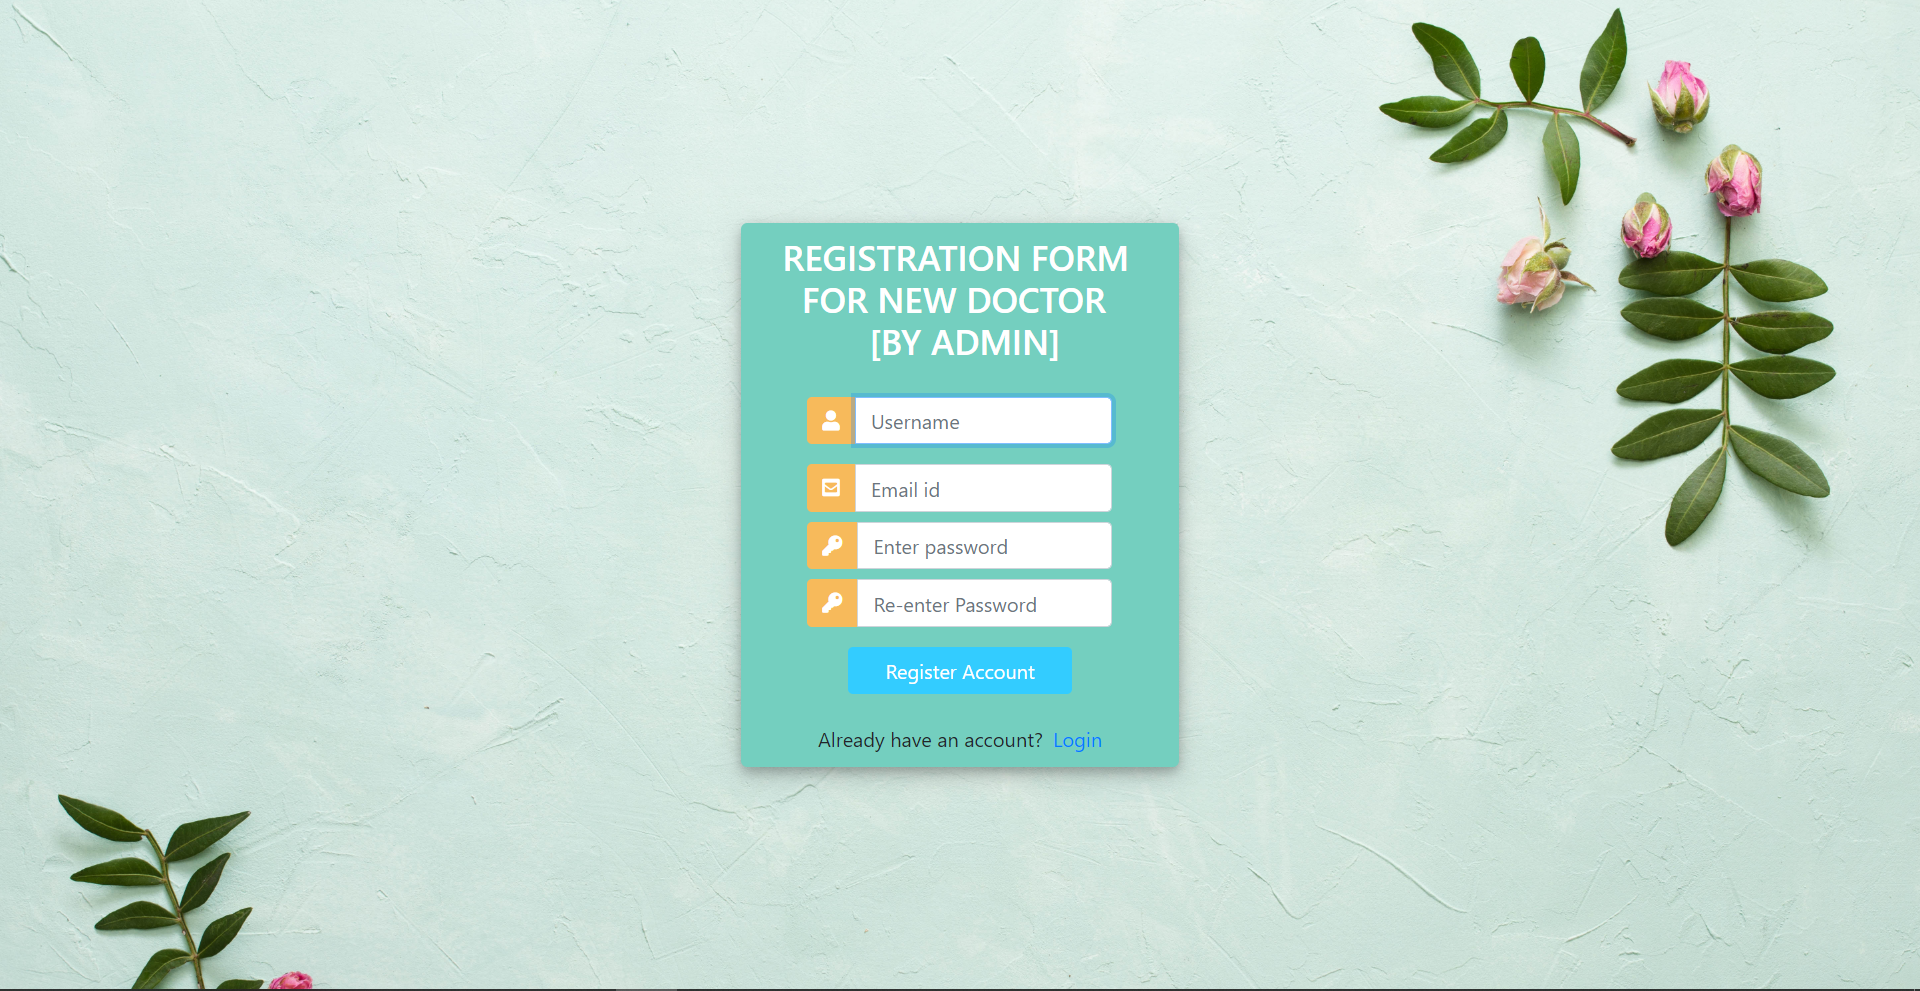 REGISTRATION FORM
FOR NEW DOCTOR
[BY ADMIN]
Username
Email id
Enter password
Re-enter Password
Register Account
Already have an account? Login